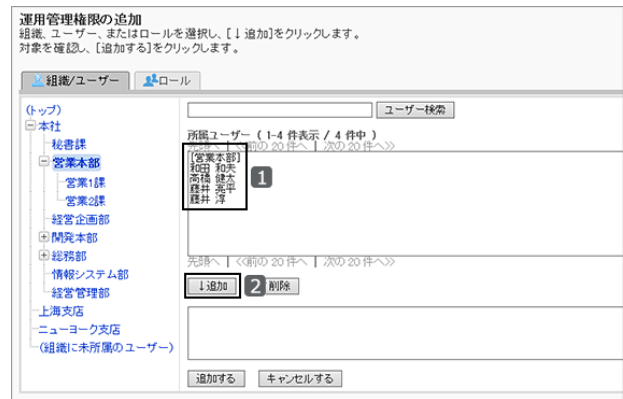 運用管理権限の追加
組織、ユーザー、またはロールを選択し、[↓追加]をクリックします。
対象を確認し、[追加する]をクリックします。
組織/ユーザー
ロール
(トップ)
本社
秘書課
営業本部
営業1課
営業2課
経営企画部
開発本部
総務部
情報システム部
経営管理部
上海支店
ニューヨーク支店
(組織に未所属のユーザー)
ユーザー検索
所属ユーザー ( 1-4 件表示 / 4 件中 )
先頭へ | <<前の 20 件へ | 次の 20 件へ>>
[営業本部]
和田 和夫
高橋 健太
藤井 亮平
藤井 淳
1
先頭へ | <<前の 20 件へ | 次の 20 件へ>>
↓追加
2
削除
追加する
キャンセルする